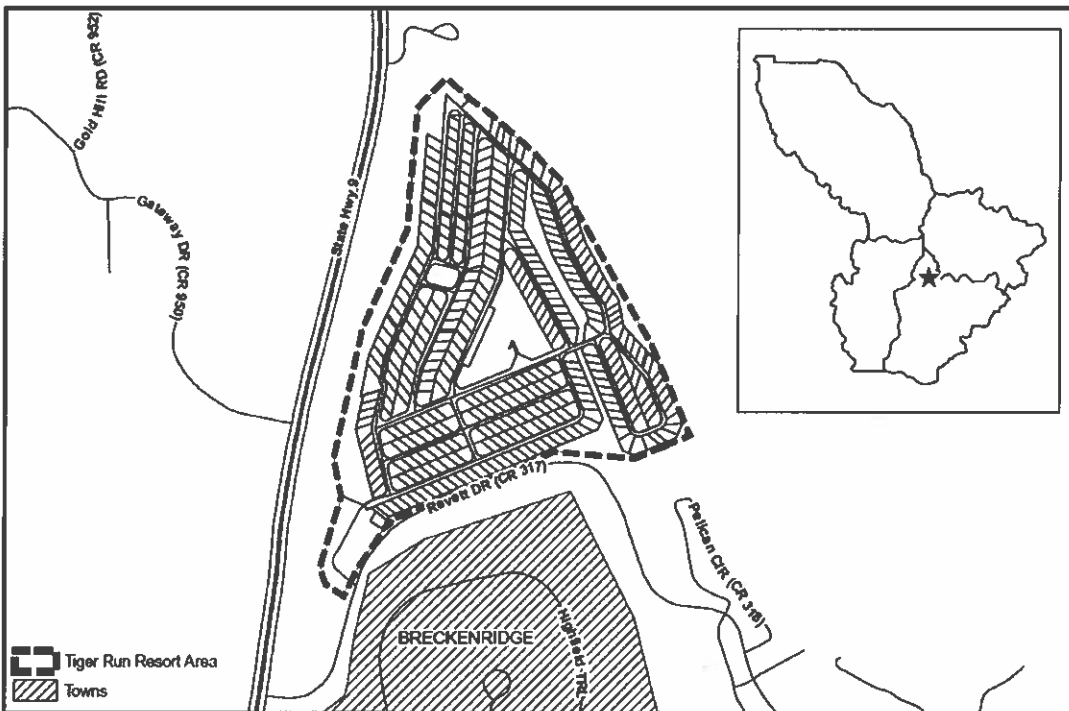 Gold Hill RD (CR 952)
Gateway DR (CR 950)
State Hwy 9
Revett DR (CR 317)
Pelican CIR (CR 318)
BRECKENRIDGE
Highfield TRL
Tiger Run Resort Area
Towns